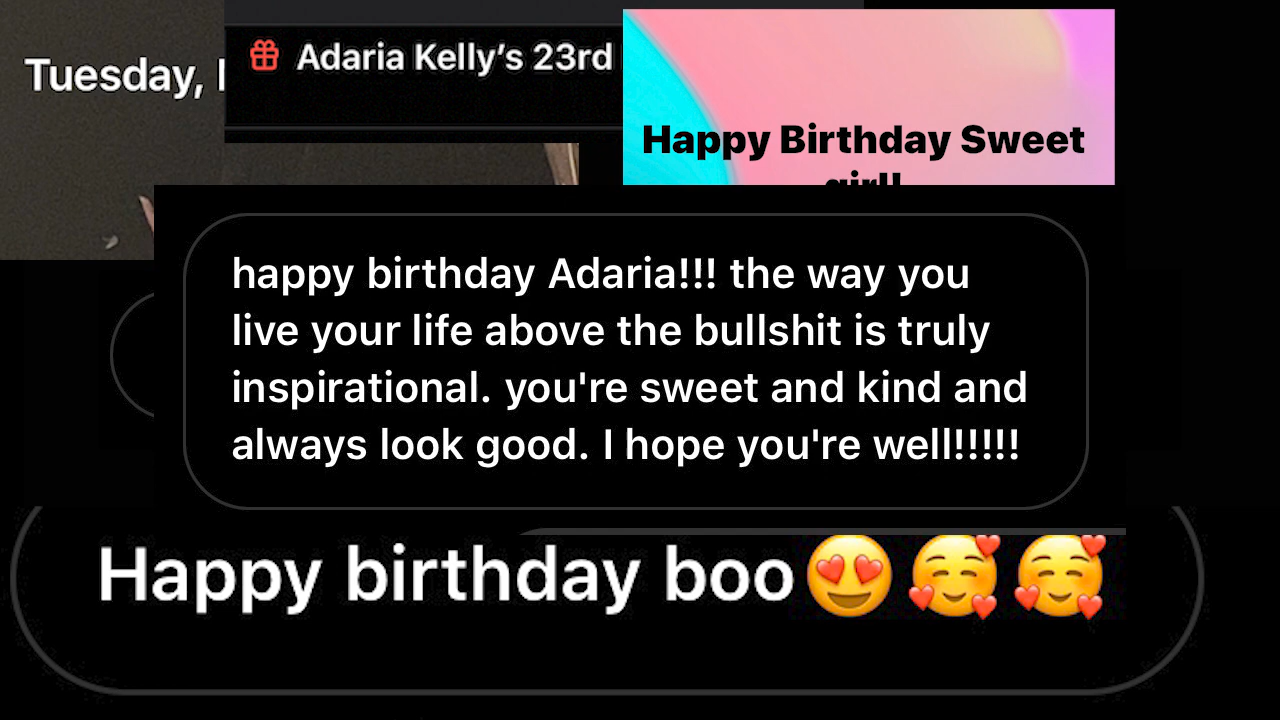 Tuesday,
Adaria Kelly's 23rd
Happy Birthday Sweet
girl!
happy birthday Adaria!!! the way you
live your life above the bullshit is truly
inspirational. you're sweet and kind and
always look good. I hope you're well!!!!!
Happy birthday boo😍🥰🥰